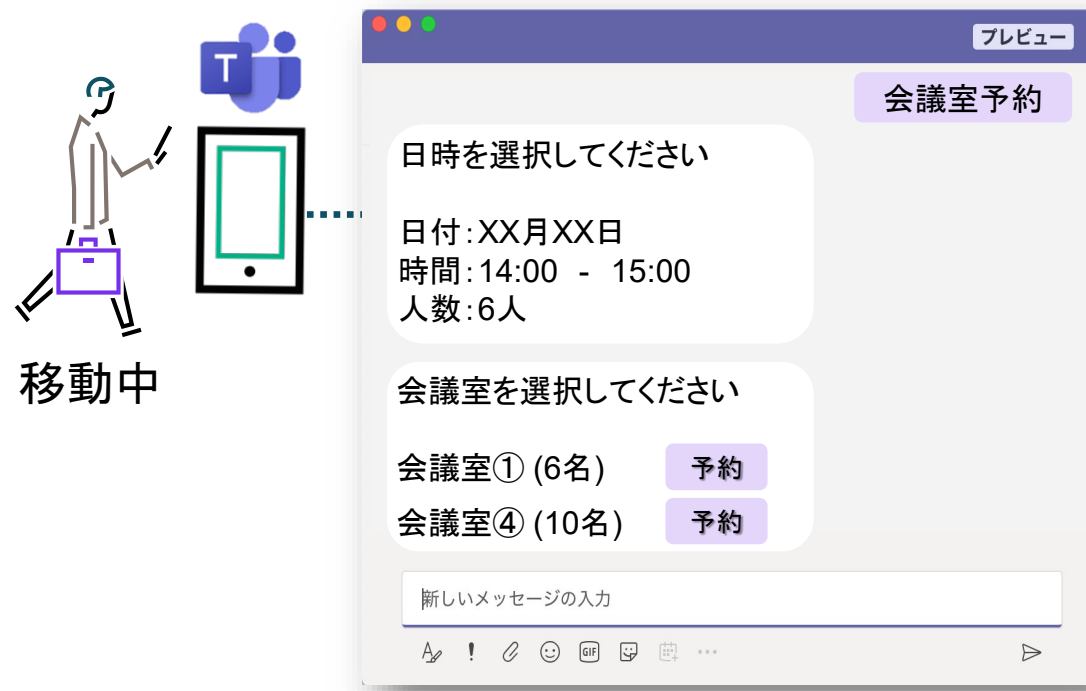 T
移動中
プレビュー
会議室予約
日時を選択してください
日付:XX月XX日
時間:14:00 - 15:00
人数:6人
会議室を選択してください
会議室① (6名) 予約
会議室④ (10名) 予約
新しいメッセージの入力
GIF